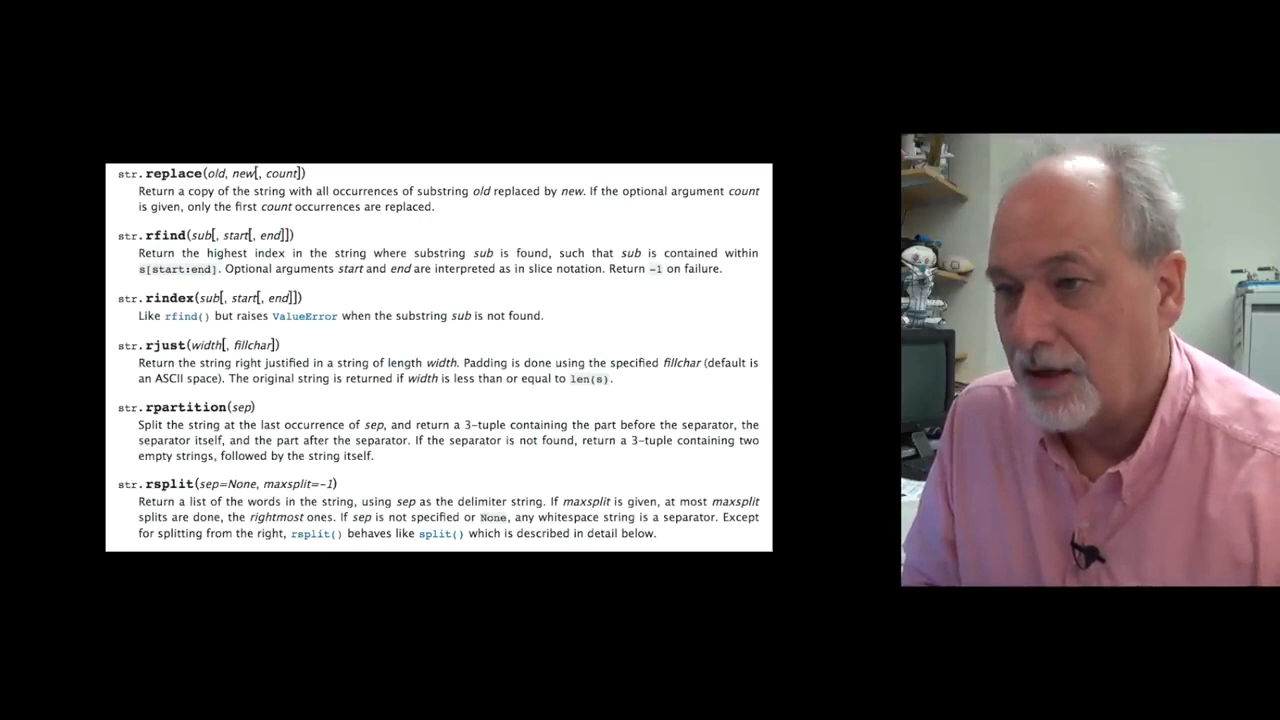 str.replace(old, new[, count])
Return a copy of the string with all occurrences of substring old replaced by new. If the optional argument count
is given, only the first count occurrences are replaced.
str.rfind(sub[, start[, end]])
Return the highest index in the string where substring sub is found, such that sub is contained within
s[start:end]. Optional arguments start and end are interpreted as in slice notation. Return -1 on failure.
str.rindex(sub[, start[, end]])
Like rfind() but raises ValueError when the substring sub is not found.
str.rjust(width[, fillchar])
Return the string right justified in a string of length width. Padding is done using the specified fillchar (default is
an ASCII space). The original string is returned if width is less than or equal to len(s).
str.rpartition(sep)
Split the string at the last occurrence of sep, and return a 3-tuple containing the part before the separator, the
separator itself, and the part after the separator. If the separator is not found, return a 3-tuple containing two
empty strings, followed by the string itself.
str.rsplit(sep=None, maxsplit=-1)
Return a list of the words in the string, using sep as the delimiter string. If maxsplit is given, at most maxsplit
splits are done, the rightmost ones. If sep is not specified or None, any whitespace string is a separator. Except
for splitting from the right, rsplit() behaves like split() which is described in detail below.